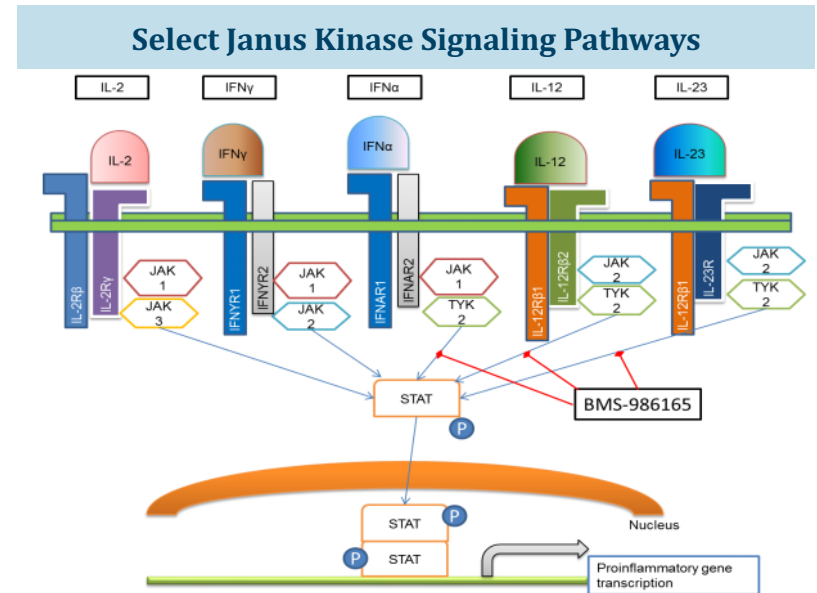 Select Janus Kinase Signaling Pathways
IL-2
IFNγ
IFNα
IL-12
IL-23
IL-2
IFNγ
IFNα
IL-12
IL-23
IL-2Rβ
IL-2Rγ
JAK
1
JAK
3
IFNYR1
IFNYR2
JAK
1
JAK
2
IFNAR1
IFNAR2
JAK
1
TYK
2
IL-12Rβ1
IL-12Rβ2
JAK
2
TYK
2
IL-12Rβ1
IL-23R
JAK
2
TYK
2
STAT
P
BMS-986165
STAT
P
P
STAT
Nucleus
Proinflammatory gene
transcription